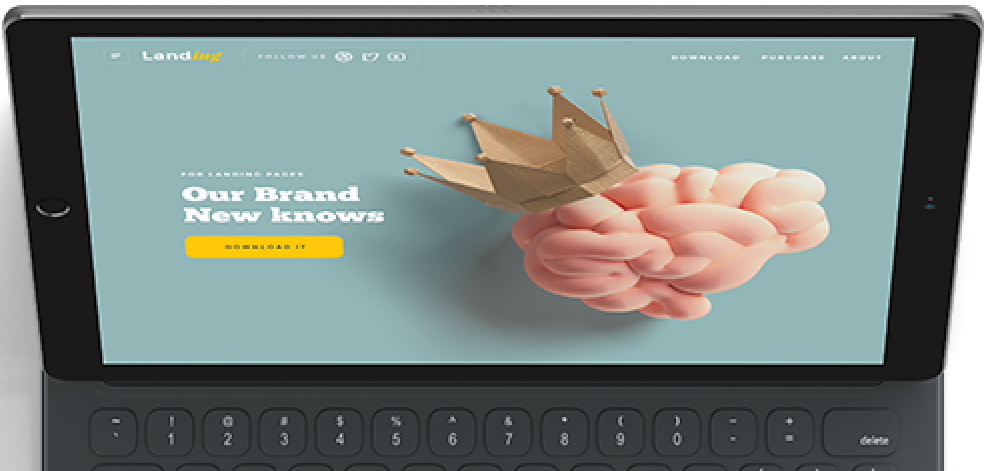 Landing
FOLLOW US
DOWNLOAD PURCHASE ABOUT
FOR LANDING PAGES
Our Brand
New knows
DOWNLOAD IT
~ ! @ # $ % ^ & * ( ) _ +
` 1 2 3 4 5 6 7 8 9 0 - = delete